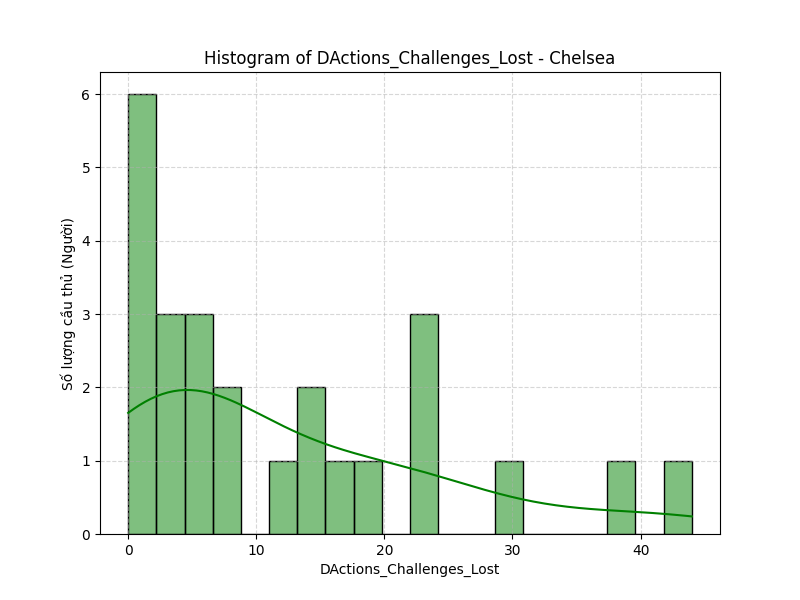 Histogram of DActions_Challenges_Lost - Chelsea
Số lượng cầu thủ (Người)
6
5
4
3
2
1
0
0 10 20 30 40
DActions_Challenges_Lost